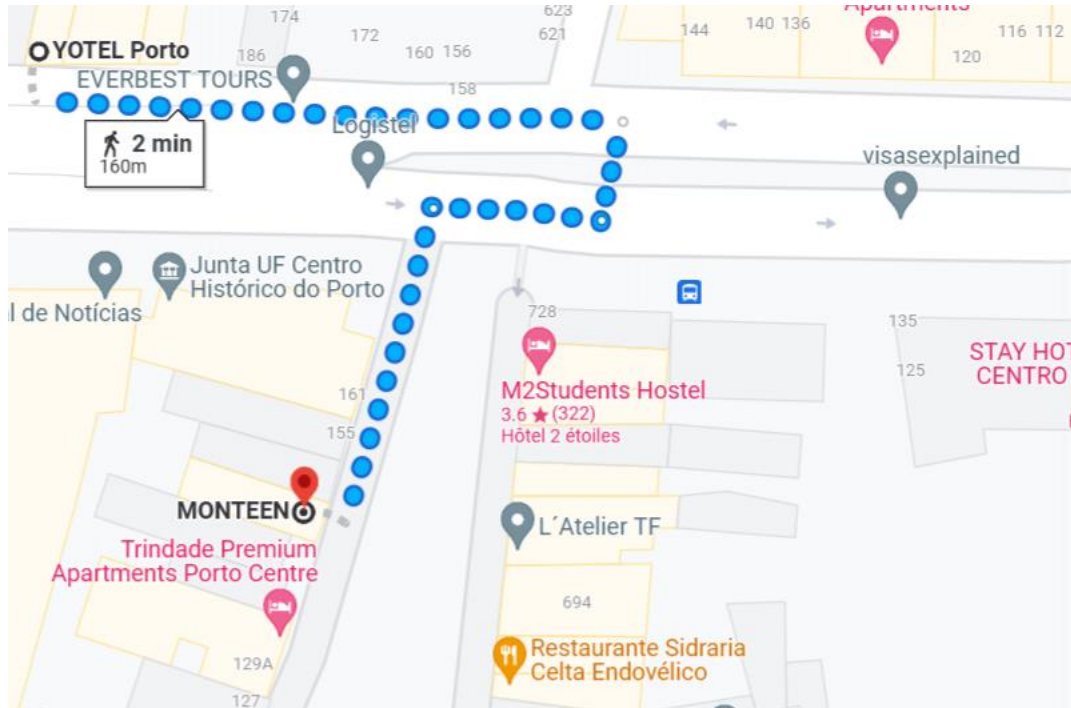 Apartments
174
623
621
172
144
140 136
116 112
186
160 156
120
YOTEL Porto
EVERBEST TOURS
158
2 min
160m
Logistel
visasexplained
Junta UF Centro
Histórico do Porto
l de Notícias
728
135
125
STAY HOT
CENTRO
M2Students Hostel
3.6 ★ (322)
Hôtel 2 étoiles
161
155
MONTEEN
Trindade Premium
Apartments Porto Centre
L´Atelier TF
694
129A
127
Restaurante Sidraria
Celta Endovélico